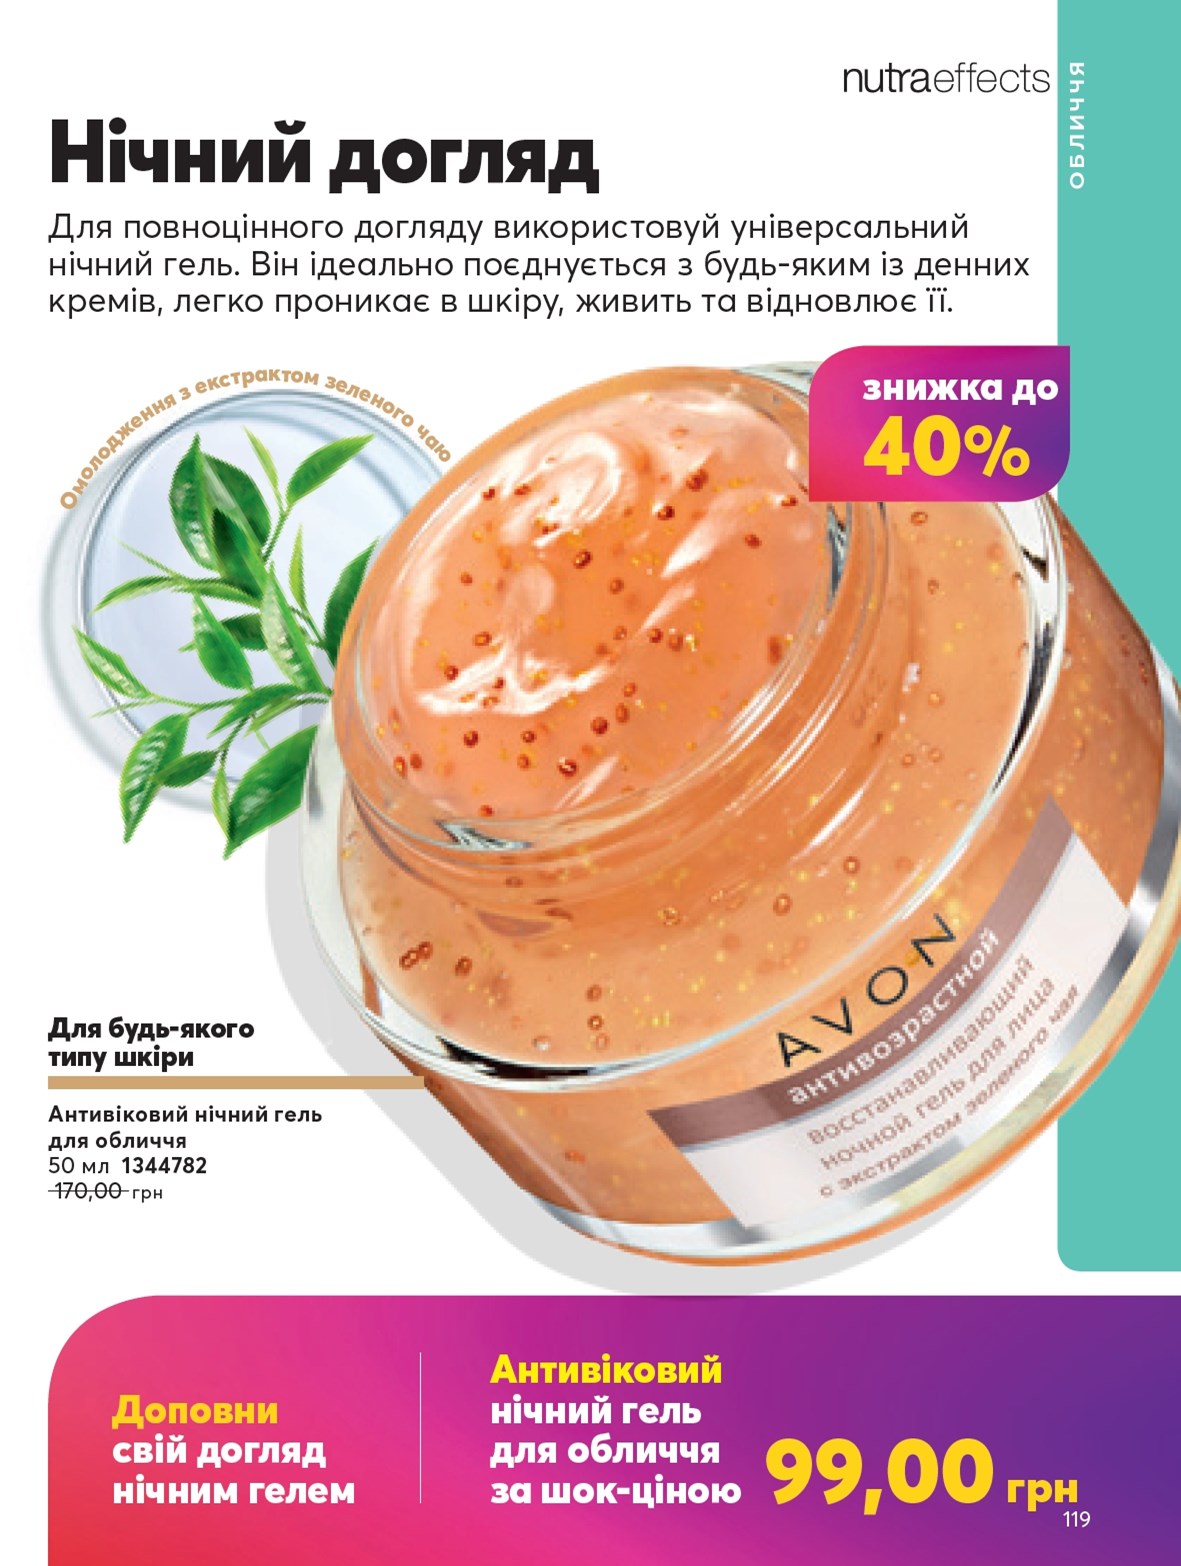 nutraeffects
ОБЛИЧЧЯ
Нічний догляд
Для повноцінного догляду використовуй універсальний
нічний гель. Він ідеально поєднується з будь-яким із денних
кремів, легко проникає в шкіру, живить та відновлює її.
знижка до
40%
Омолодження з екстрактом зеленого чаю
AVON
антивозрастной
восстанавливающий
ночной гель для лица
с экстрактом зеленого чая
Для будь-якого
типу шкіри
Антивіковий нічний гель
для обличчя
50 мл 1344782
170,00 грн
Доповни
свій догляд
нічним гелем
Антивіковий
нічний гель
для обличчя
за шок-ціною
99,00 грн
119